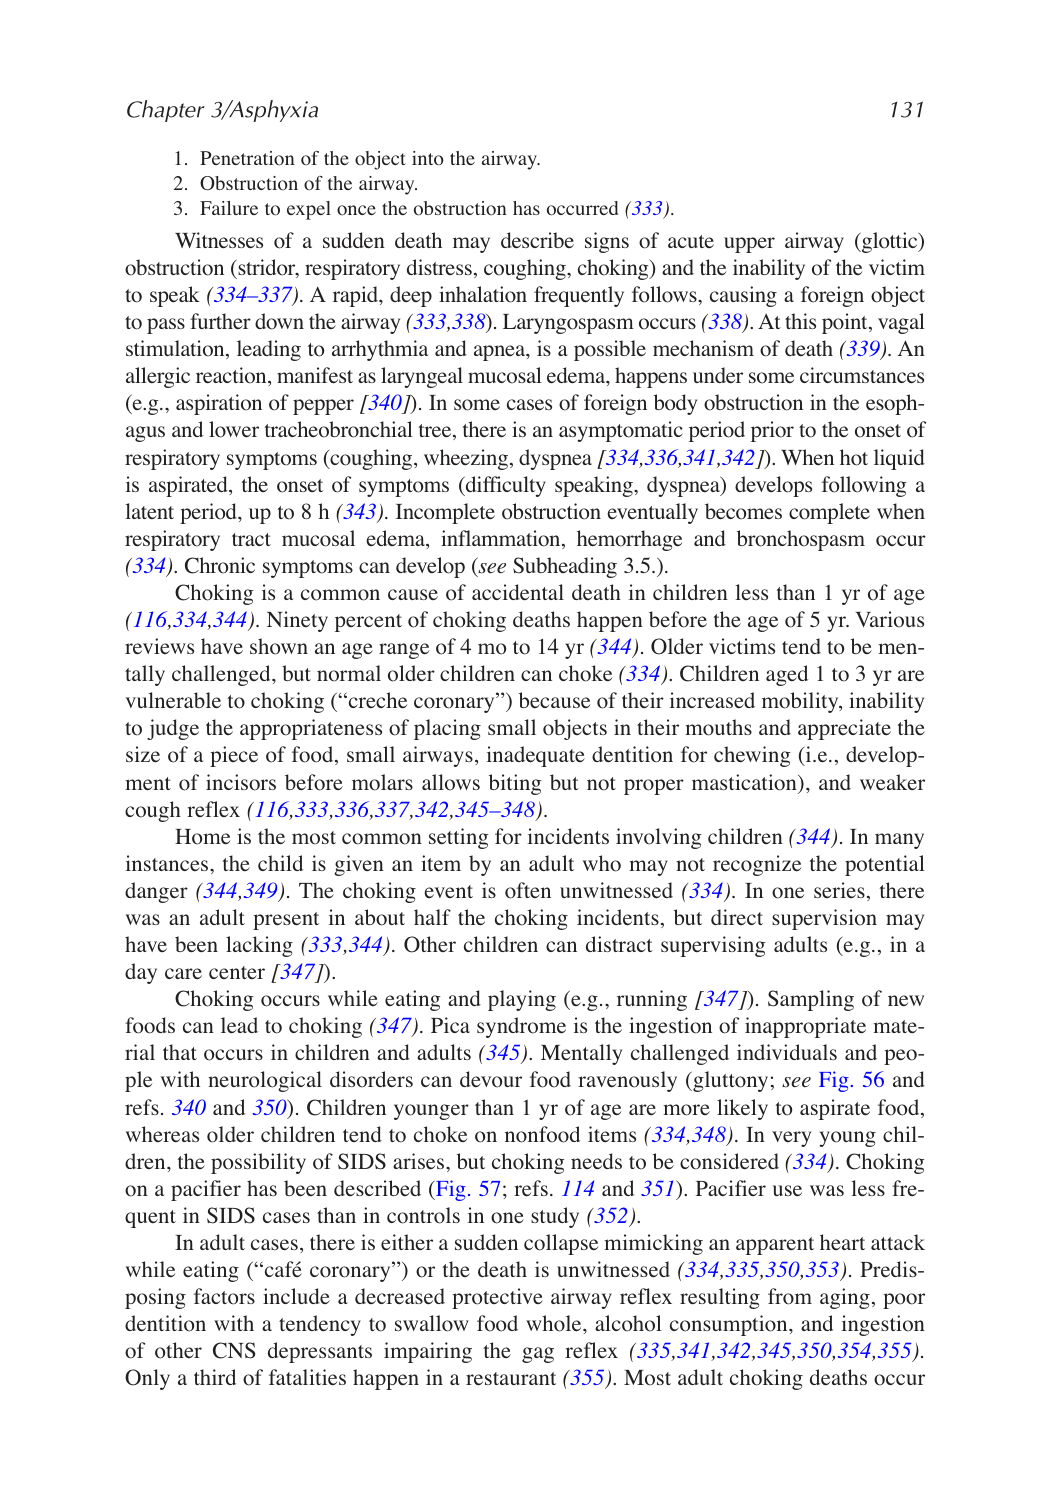 Chapter 3/Asphyxia 131
1. Penetration of the object into the airway.
2. Obstruction of the airway.
3. Failure to expel once the obstruction has occurred (333).
Witnesses of a sudden death may describe signs of acute upper airway (glottic)
obstruction (stridor, respiratory distress, coughing, choking) and the inability of the victim
to speak (334–337). A rapid, deep inhalation frequently follows, causing a foreign object
to pass further down the airway (333,338). Laryngospasm occurs (338). At this point, vagal
stimulation, leading to arrhythmia and apnea, is a possible mechanism of death (339). An
allergic reaction, manifest as laryngeal mucosal edema, happens under some circumstances
(e.g., aspiration of pepper [340]). In some cases of foreign body obstruction in the esoph-
agus and lower tracheobronchial tree, there is an asymptomatic period prior to the onset of
respiratory symptoms (coughing, wheezing, dyspnea [334,336,341,342]). When hot liquid
is aspirated, the onset of symptoms (difficulty speaking, dyspnea) develops following a
latent period, up to 8 h (343). Incomplete obstruction eventually becomes complete when
respiratory tract mucosal edema, inflammation, hemorrhage and bronchospasm occur
(334). Chronic symptoms can develop (see Subheading 3.5.).
Choking is a common cause of accidental death in children less than 1 yr of age
(116,334,344). Ninety percent of choking deaths happen before the age of 5 yr. Various
reviews have shown an age range of 4 mo to 14 yr (344). Older victims tend to be men-
tally challenged, but normal older children can choke (334). Children aged 1 to 3 yr are
vulnerable to choking (“creche coronary”) because of their increased mobility, inability
to judge the appropriateness of placing small objects in their mouths and appreciate the
size of a piece of food, small airways, inadequate dentition for chewing (i.e., develop-
ment of incisors before molars allows biting but not proper mastication), and weaker
cough reflex (116,333,336,337,342,345–348).
Home is the most common setting for incidents involving children (344). In many
instances, the child is given an item by an adult who may not recognize the potential
danger (344,349). The choking event is often unwitnessed (334). In one series, there
was an adult present in about half the choking incidents, but direct supervision may
have been lacking (333,344). Other children can distract supervising adults (e.g., in a
day care center [347]).
Choking occurs while eating and playing (e.g., running [347]). Sampling of new
foods can lead to choking (347). Pica syndrome is the ingestion of inappropriate mate-
rial that occurs in children and adults (345). Mentally challenged individuals and peo-
ple with neurological disorders can devour food ravenously (gluttony; see Fig. 56 and
refs. 340 and 350). Children younger than 1 yr of age are more likely to aspirate food,
whereas older children tend to choke on nonfood items (334,348). In very young chil-
dren, the possibility of SIDS arises, but choking needs to be considered (334). Choking
on a pacifier has been described (Fig. 57; refs. 114 and 351). Pacifier use was less fre-
quent in SIDS cases than in controls in one study (352).
In adult cases, there is either a sudden collapse mimicking an apparent heart attack
while eating (“café coronary”) or the death is unwitnessed (334,335,350,353). Predis-
posing factors include a decreased protective airway reflex resulting from aging, poor
dentition with a tendency to swallow food whole, alcohol consumption, and ingestion
of other CNS depressants impairing the gag reflex (335,341,342,345,350,354,355).
Only a third of fatalities happen in a restaurant (355). Most adult choking deaths occur